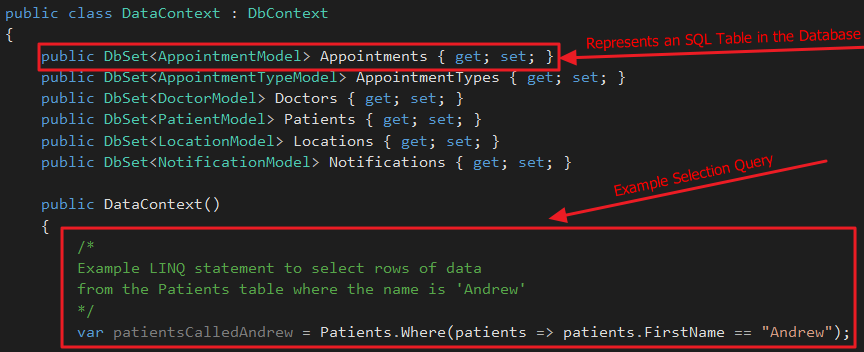 public class DataContext : DbContext
{
public DbSet<AppointmentModel> Appointments { get; set; }
Represents an SQL Table in the Database
public DbSet<AppointmentTypeModel> AppointmentTypes { get; set; }
public DbSet<DoctorModel> Doctors { get; set; }
public DbSet<PatientModel> Patients { get; set; }
public DbSet<LocationModel> Locations { get; set; }
public DbSet<NotificationModel> Notifications { get; set; }
Example Selection Query
public DataContext()
{
/*
Example LINQ statement to select rows of data
from the Patients table where the name is 'Andrew'
*/
var patientsCalledAndrew = Patients.Where(patients => patients.FirstName == "Andrew");